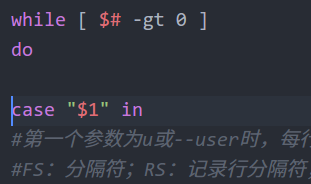 while [ $# -gt 0 ]
do
case "$1" in
#第一个参数为u或--user时，每行
#FS：分隔符；RS：记录行分隔符